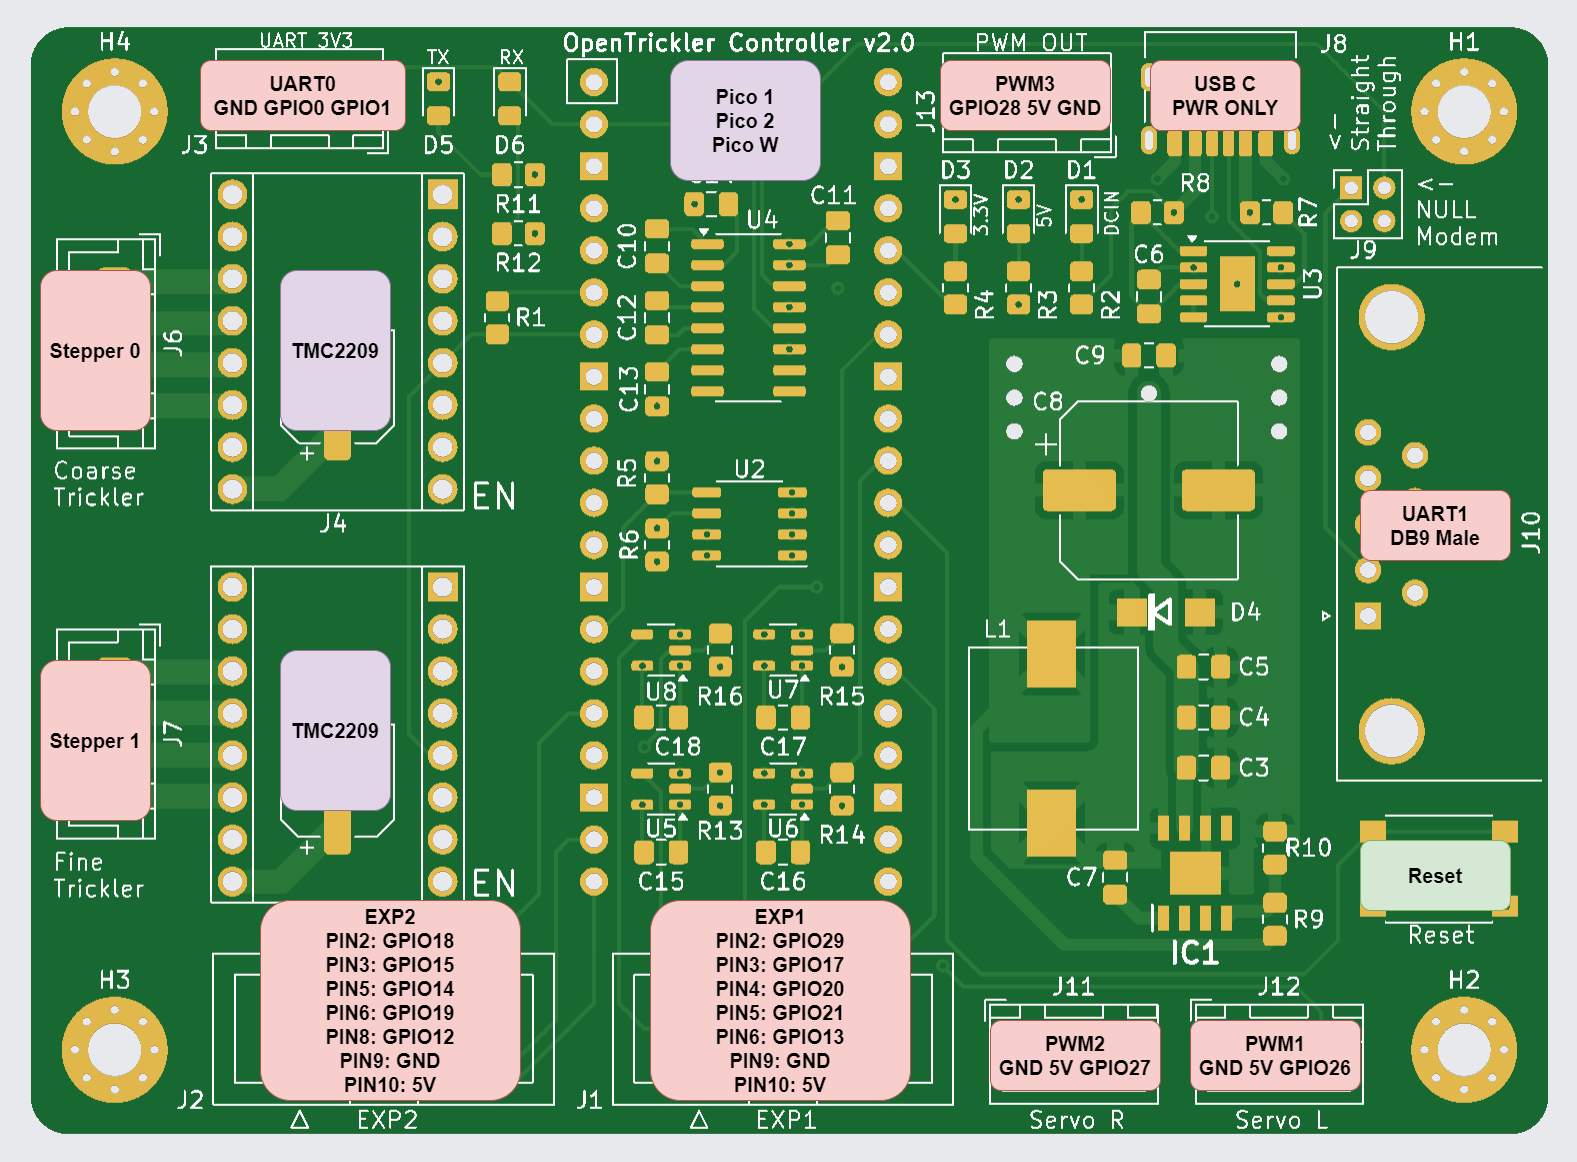 H4
UART 3V3
TX
RX
OpenTrickler Controller v2.0
PWM OUT
J8
H1
UART0
GND GPIO0 GPIO1
J3
D5
D6
Pico 1
Pico 2
Pico W
J13
PWM3
GPIO28 5V GND
USB C
PWR ONLY
<-
Straight
Through
R11
R12
R1
U4
C11
C10
C12
C13
D3
D2
D1
3.3V
5V
DCIN
R4
R3
R2
R8
R7
C6
U3
<-
NULL
Modem
J9
Stepper 0
J6
TMC2209
+
Coarse
Trickler
EN
J4
R5
R6
U2
C9
C8
+
UART1
DB9 Male
J10
Stepper 1
J7
TMC2209
+
Fine
Trickler
EN
U8
R16
U7
R15
C18
C17
U5
R13
U6
R14
C15
C16
L1
D4
C5
C4
C3
C7
R10
R9
IC1
Reset
Reset
H3
EXP2
PIN2: GPIO18
PIN3: GPIO15
PIN5: GPIO14
PIN6: GPIO19
PIN8: GPIO12
PIN9: GND
PIN10: 5V
J2
EXP2
EXP1
PIN2: GPIO29
PIN3: GPIO17
PIN4: GPIO20
PIN5: GPIO21
PIN6: GPIO13
PIN9: GND
PIN10: 5V
J1
EXP1
J11
PWM2
GND 5V GPIO27
Servo R
J12
PWM1
GND 5V GPIO26
Servo L
H2